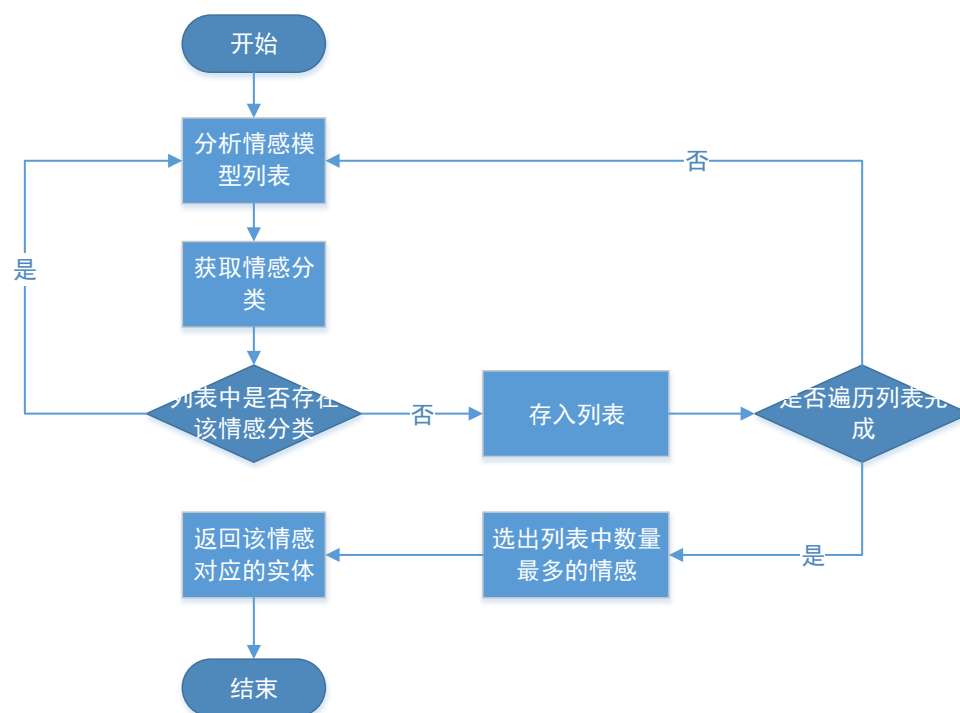 开始
分析情感模
型列表
否
是
获取情感分
类
列表中是否存在
该情感分类
否
存入列表
是否遍历列表完
成
返回该情感
对应的实体
选出列表中数量
最多的情感
是
结束